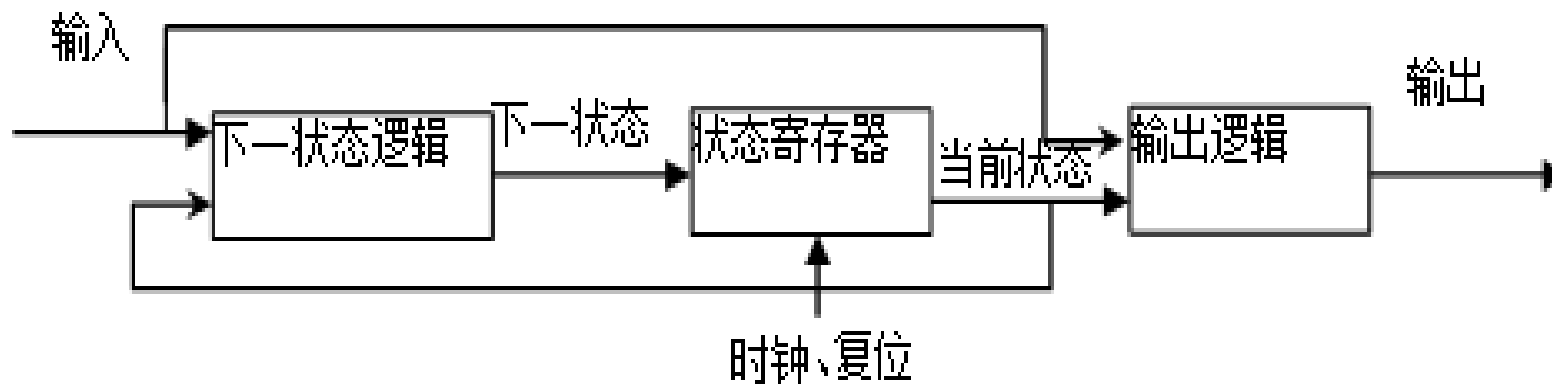 输入
输出
下一状态逻辑
下一状态
状态寄存器
当前状态
输出逻辑
时钟、复位